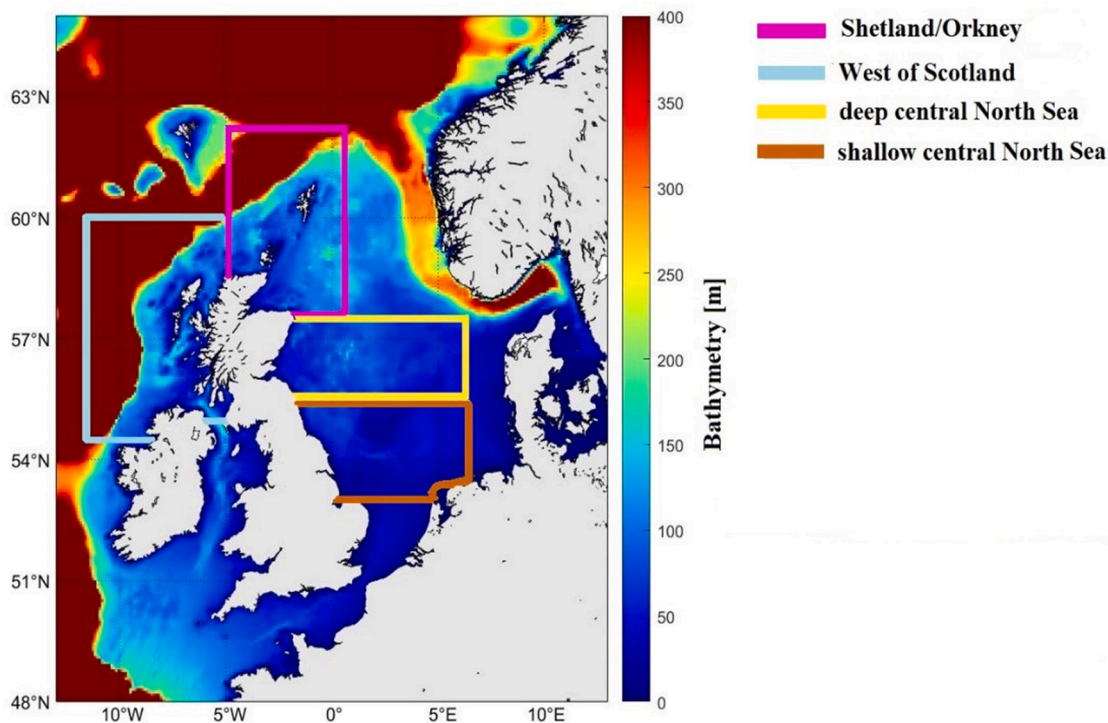 63°N
60°N
57°N
54°N
51°N
48°N
10°W
5°W
0°
5°E
10°E
400
350
300
250
200
150
100
50
0
Bathymetry [m]
Shetland/Orkney
West of Scotland
deep central North Sea
shallow central North Sea